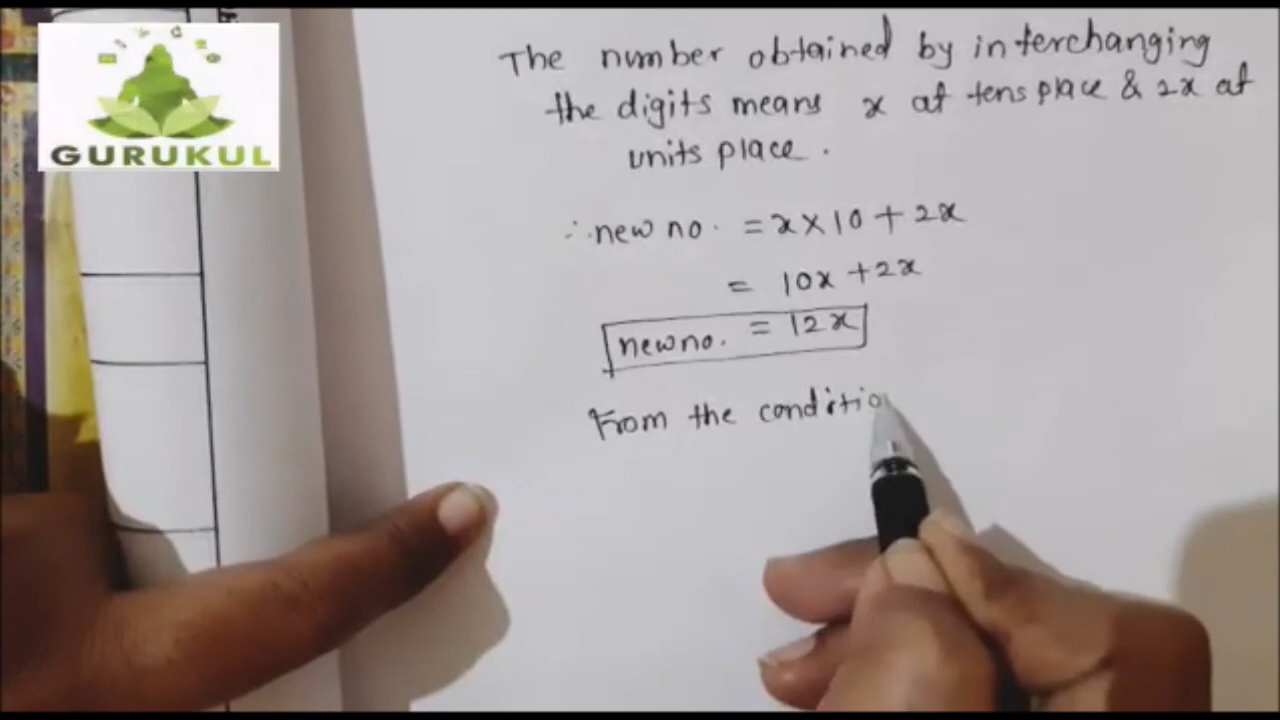 GURUKUL
The number obtained by interchanging
the digits means x at tens place & 2x at
units place.
∴ new no. = x × 10 + 2x
= 10x + 2x
new no. = 12x
From the conditio